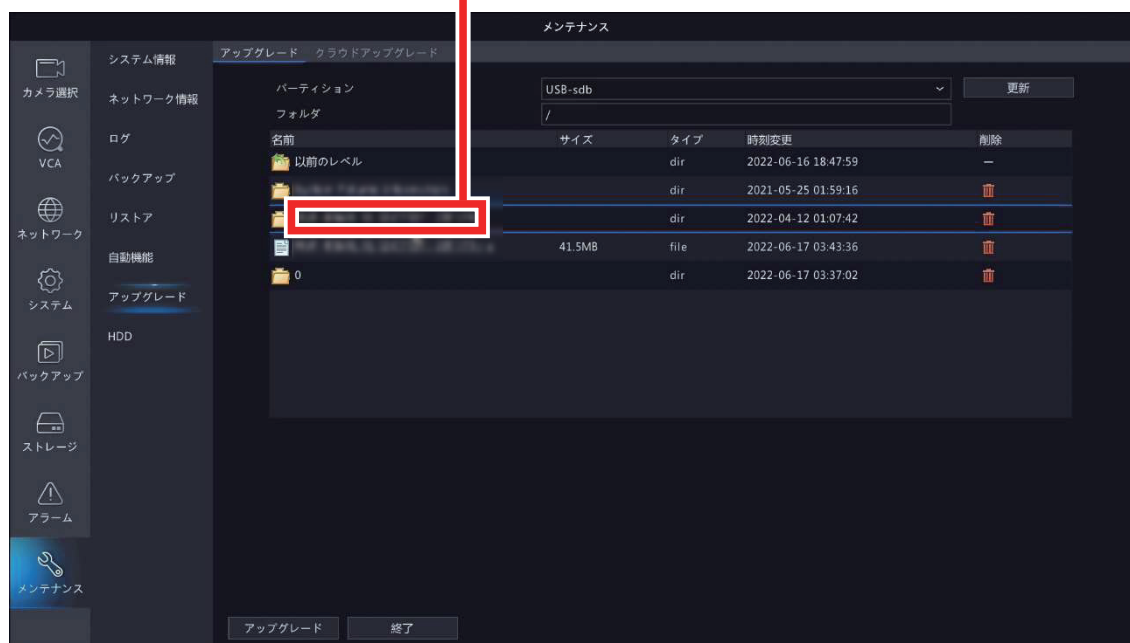 メンテナンス
カメラ選択
VCA
ネットワーク
システム
バックアップ
ストレージ
アラーム
メンテナンス
システム情報
ネットワーク情報
ログ
バックアップ
リストア
自動機能
アップグレード
HDD
アップグレード クラウドアップグレード
パーティション USB-sdb 更新
フォルダ /
名前 サイズ タイプ 時刻変更 削除
以前のレベル dir 2022-06-16 18:47:59 —
dir 2021-05-25 01:59:16
dir 2022-04-12 01:07:42
41.5MB file 2022-06-17 03:43:36
0 dir 2022-06-17 03:37:02
アップグレード 終了